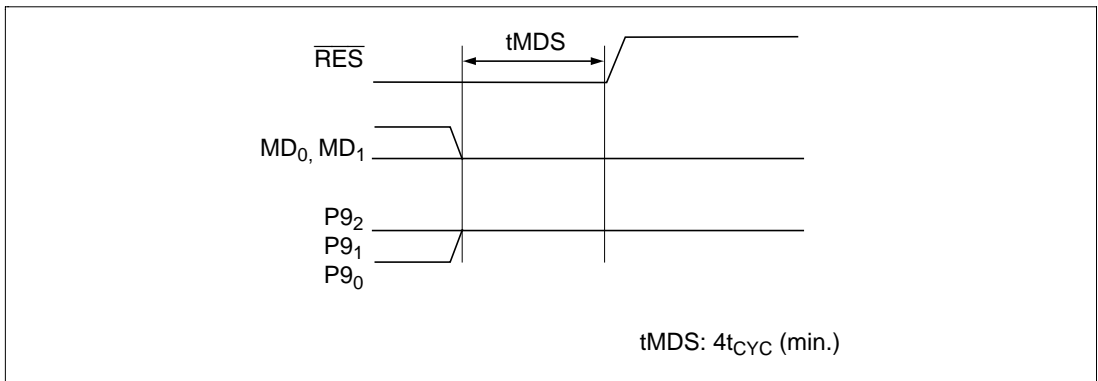 tMDS
RES
MD0, MD1
P92
P91
P90
tMDS: 4tCYC (min.)